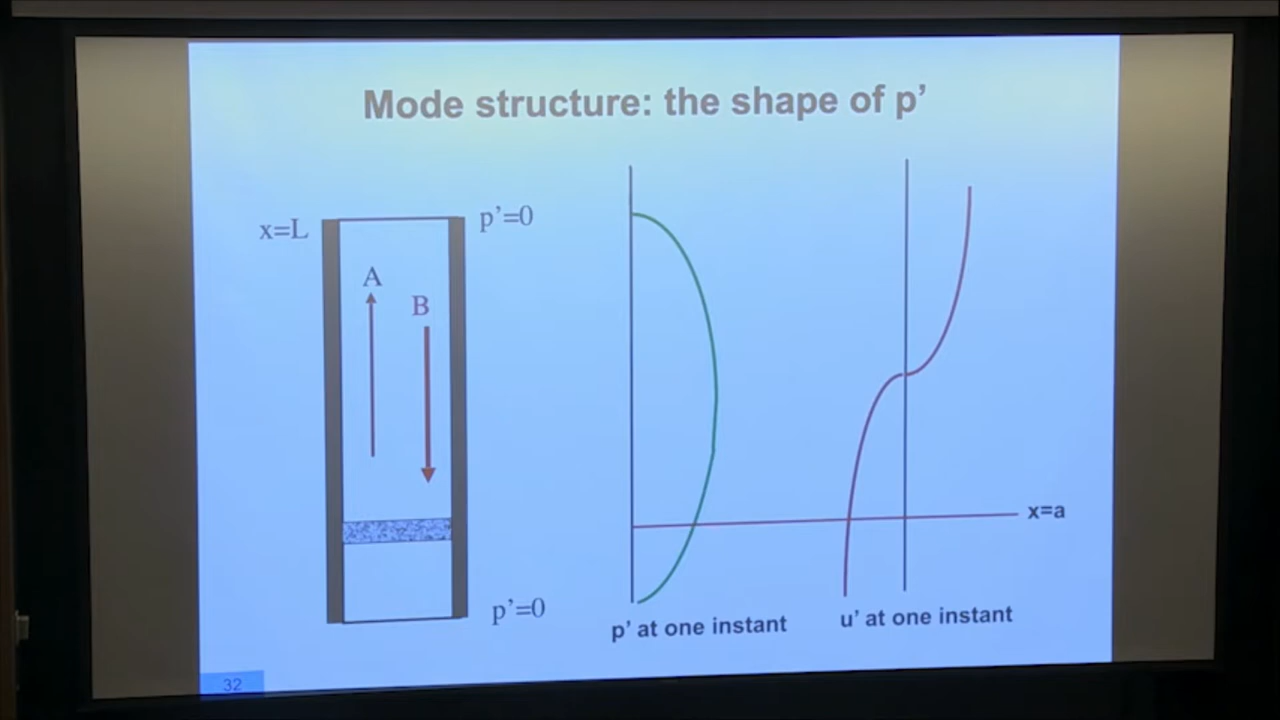 Mode structure: the shape of p’
x=L
p’=0
A
B
x=a
p’=0
p’ at one instant
u’ at one instant
32